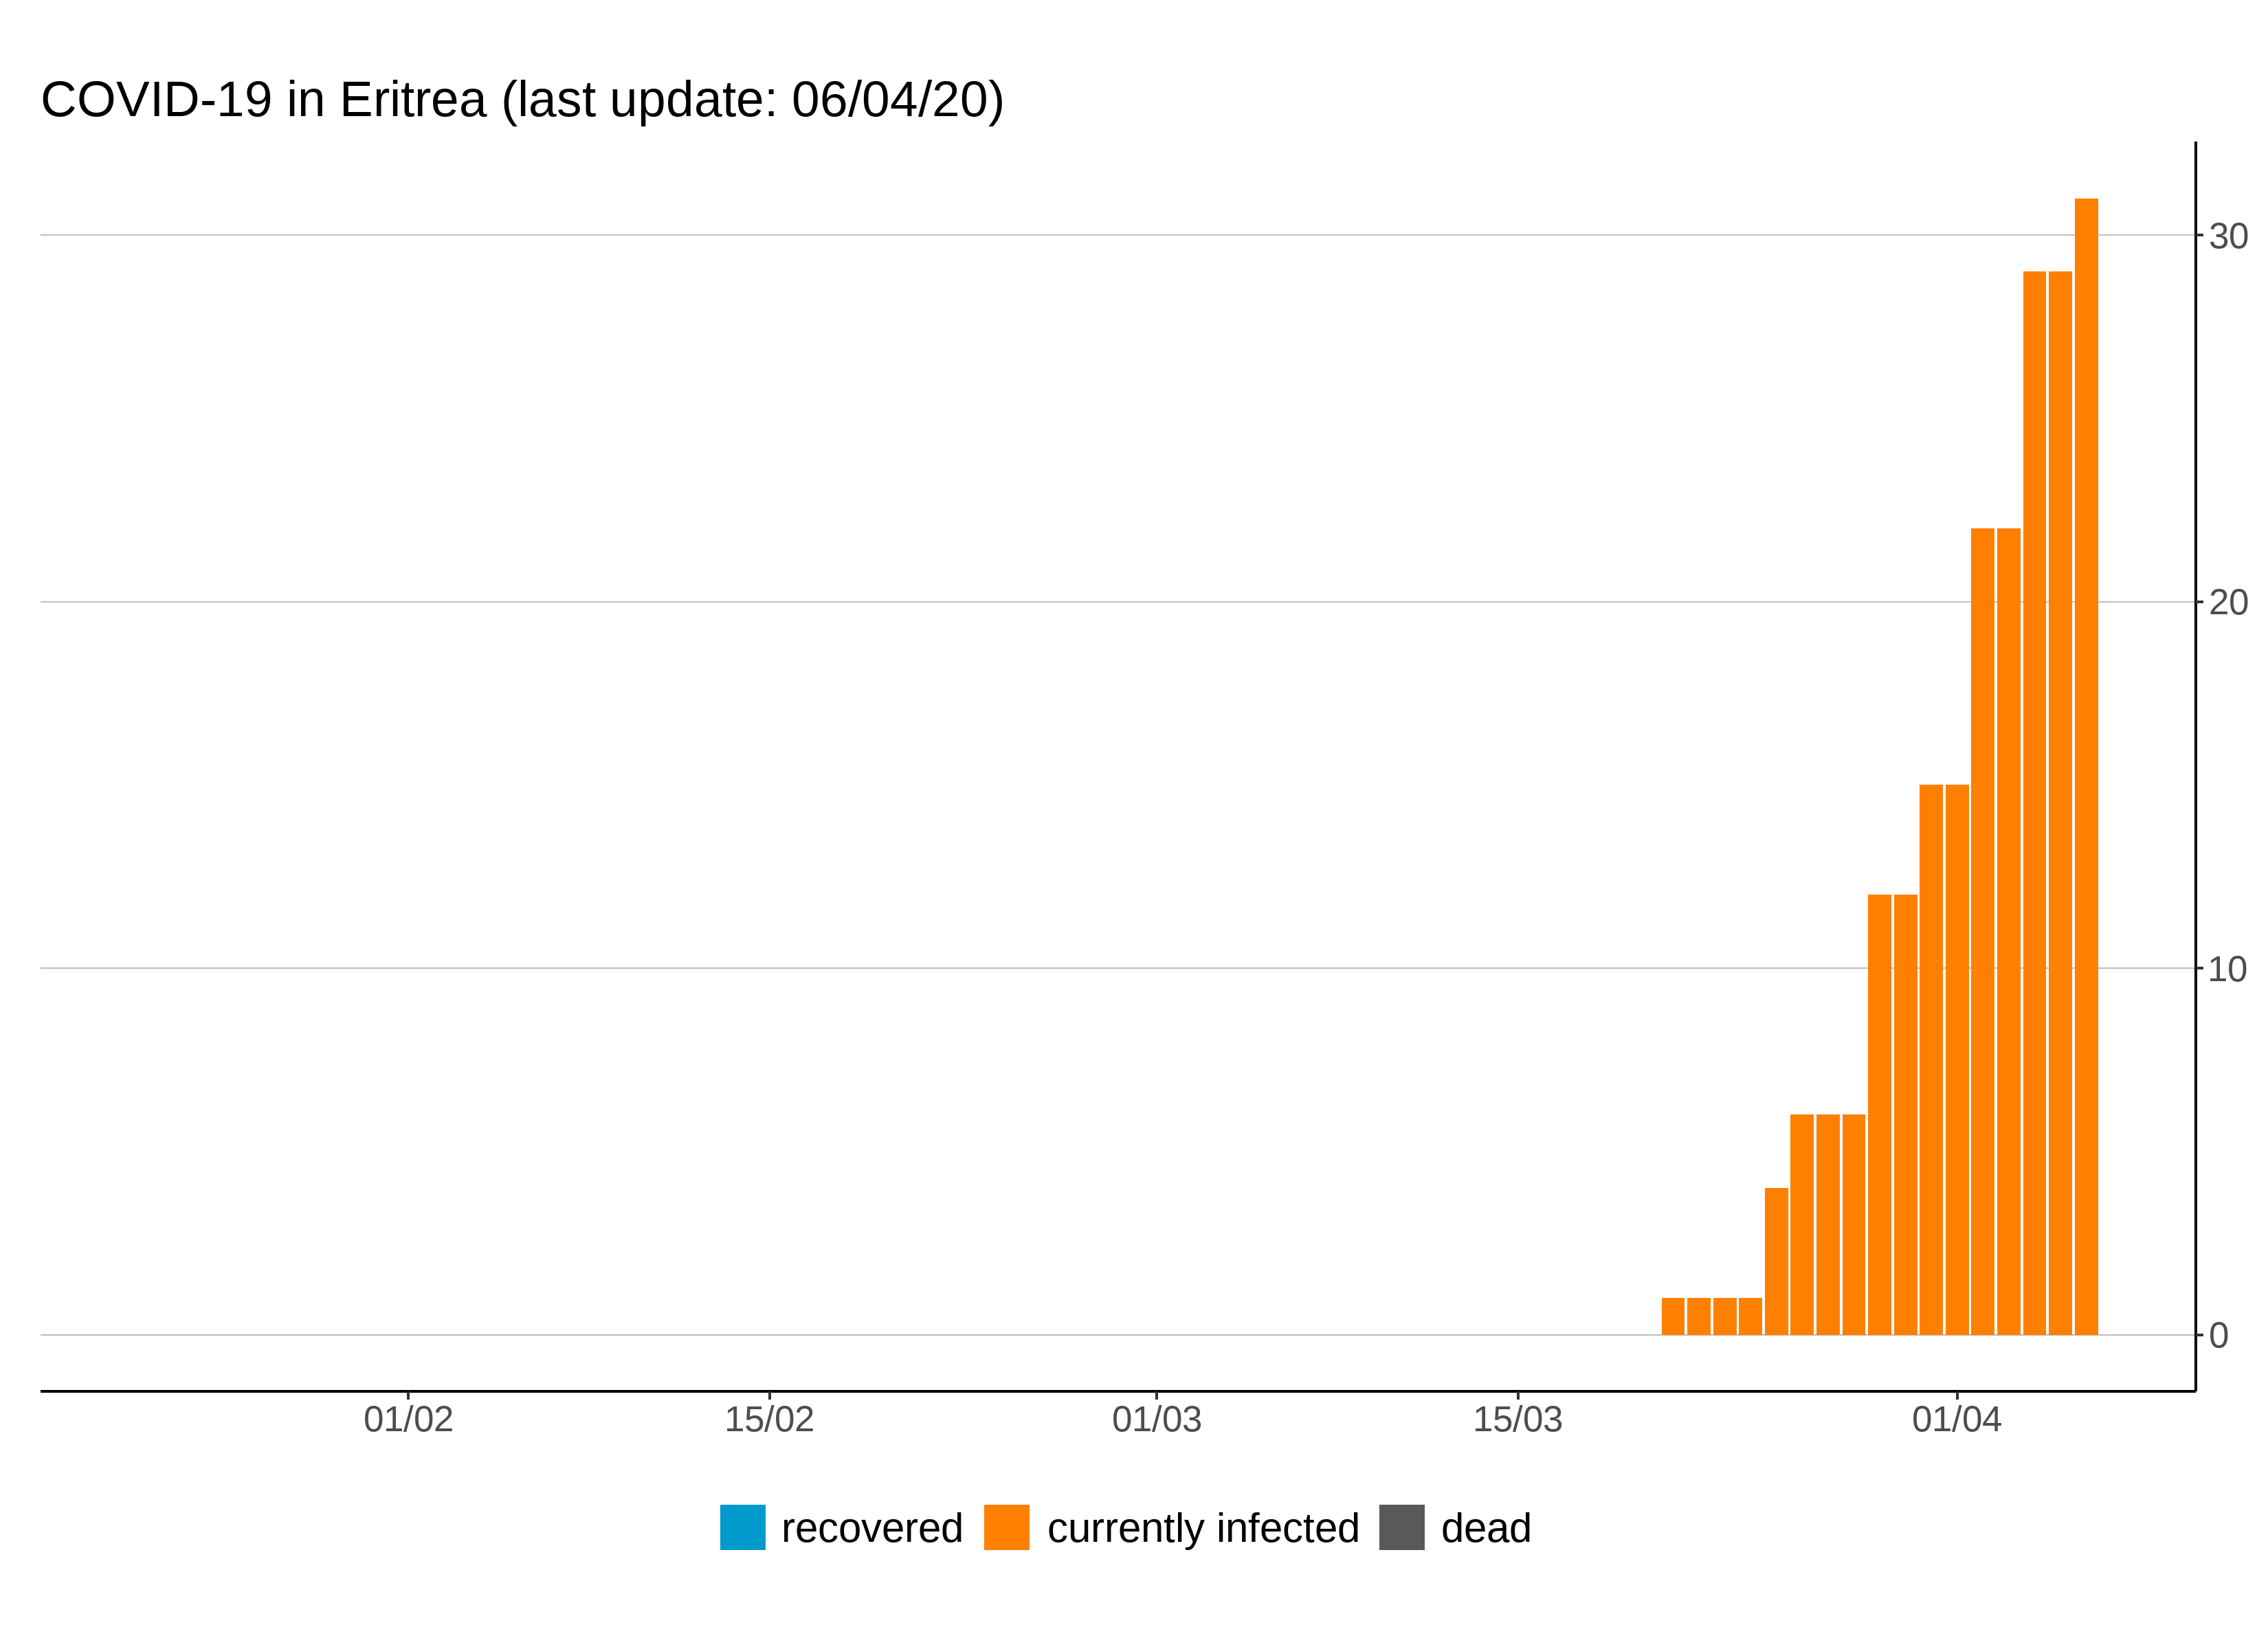 COVID-19 in Eritrea (last update: 06/04/20)
30
20
10
0
01/02 15/02 01/03 15/03 01/04
recovered currently infected dead